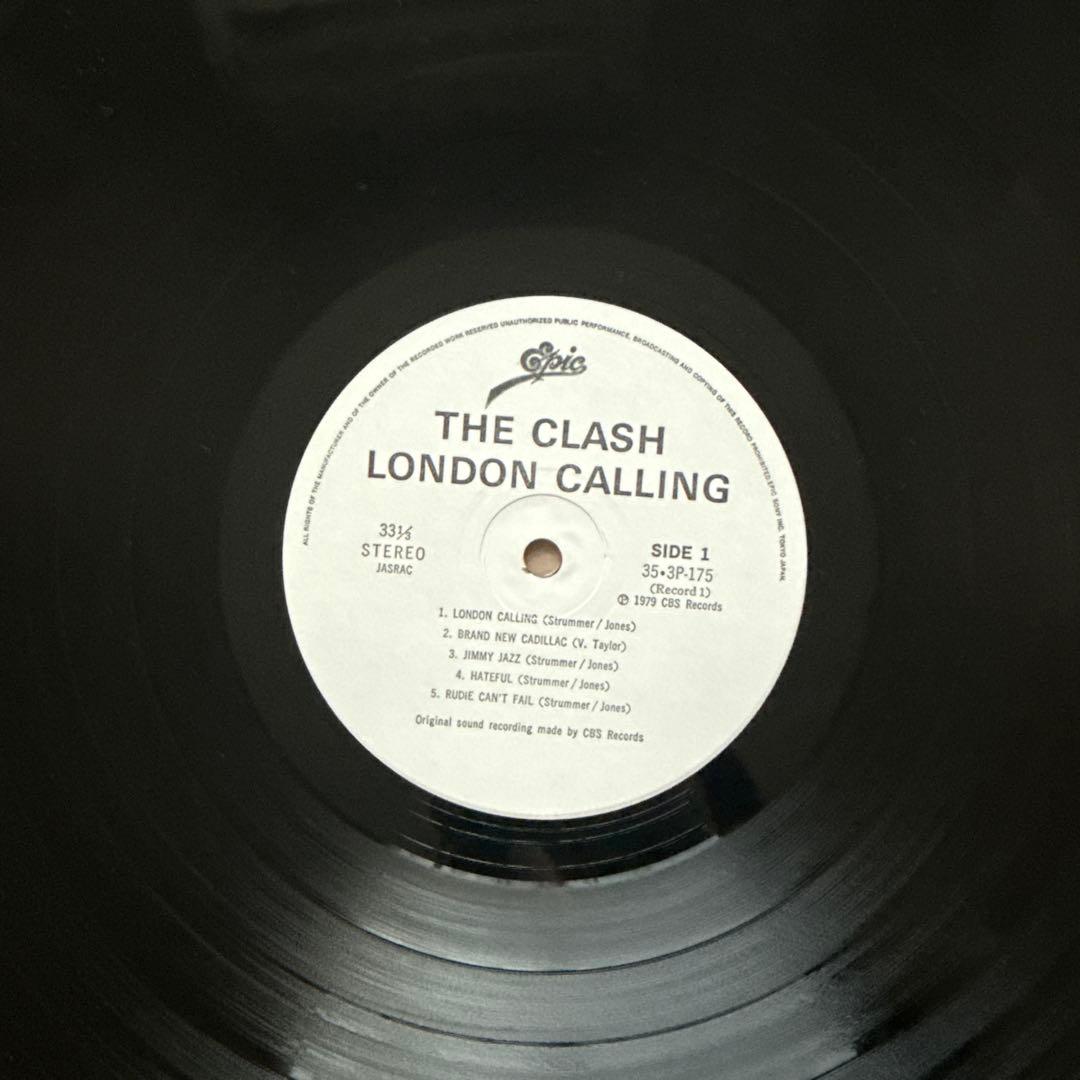 ALL RIGHTS OF THE MANUFACTURER AND OF THE OWNER OF THE RECORDED WORK RESERVED UNAUTHORIZED PUBLIC PERFORMANCE, BROADCASTING AND COPYING OF THIS RECORD PROHIBITED EPIC SONY INC. TOKYO JAPAN.
Epic
THE CLASH
LONDON CALLING
33⅓
STEREO
JASRAC
SIDE 1
35•3P-175
(Record 1)
℗ 1979 CBS Records
1. LONDON CALLING (Strummer/Jones)
2. BRAND NEW CADILLAC (V. Taylor)
3. JIMMY JAZZ (Strummer/Jones)
4. HATEFUL (Strummer/Jones)
5. RUDIE CAN'T FAIL (Strummer/Jones)
Original sound recording made by CBS Records